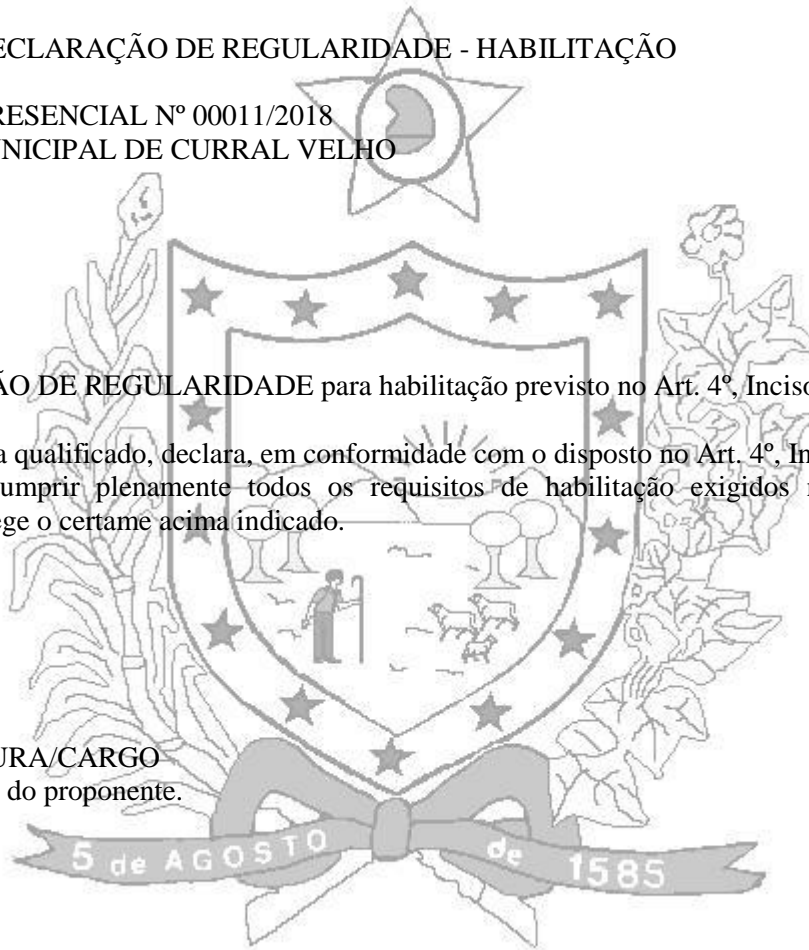 ECLARAÇÃO DE REGULARIDADE - HABILITAÇÃO
RESENCIAL Nº 00011/2018
UNICIPAL DE CURRAL VELHO
ÃO DE REGULARIDADE para habilitação previsto no Art. 4º, Inciso
a qualificado, declara, em conformidade com o disposto no Art. 4º, In
umprir plenamente todos os requisitos de habilitação exigidos
ege o certame acima indicado.
URA/CARGO
do proponente.
5 de AGOSTO de 1585